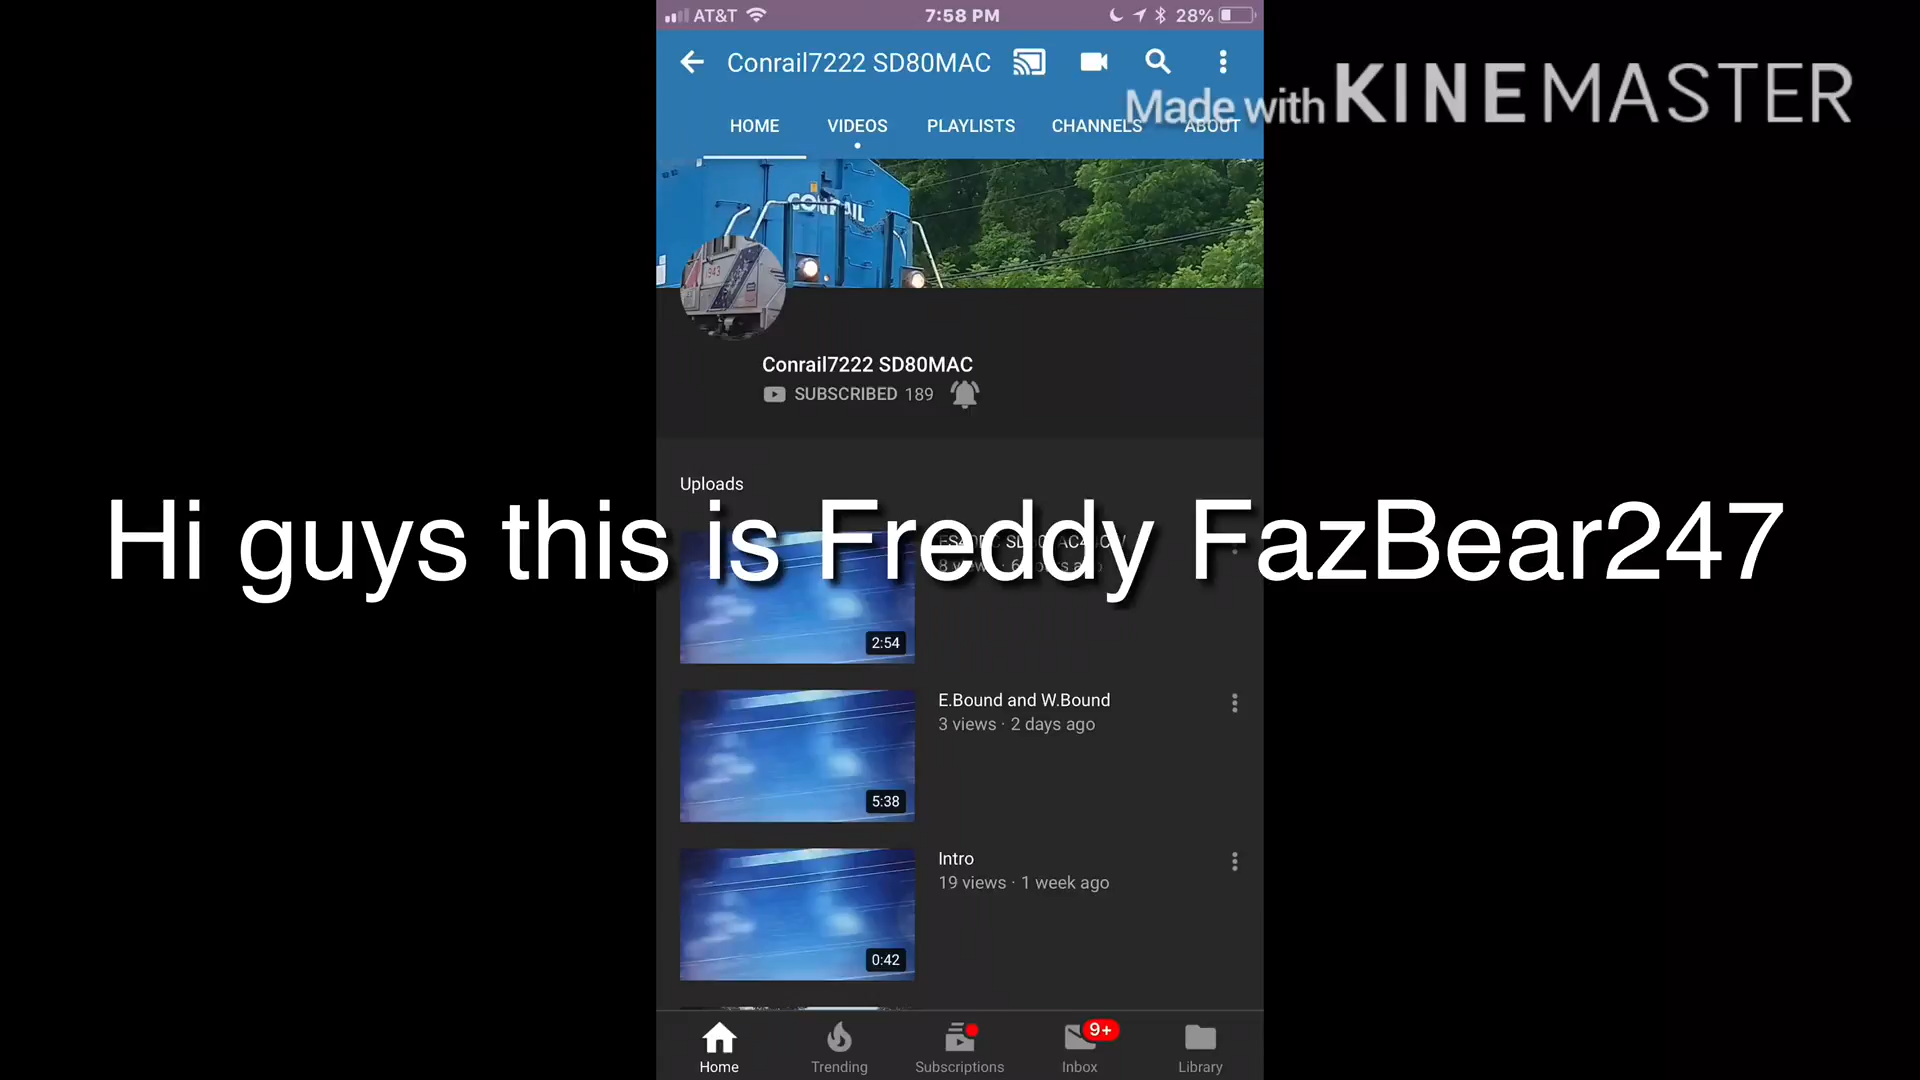 AT&T 7:58 PM 28%
Conrail7222 SD80MAC
Made with KINEMASTER
HOME VIDEOS PLAYLISTS CHANNELS ABOUT
CONRAIL
943
Conrail7222 SD80MAC
SUBSCRIBED 189
Uploads
Hi guys this is Freddy FazBear247
2:54
E.Bound and W.Bound
3 views · 2 days ago
5:38
Intro
19 views · 1 week ago
0:42
9+
Home Trending Subscriptions Inbox Library